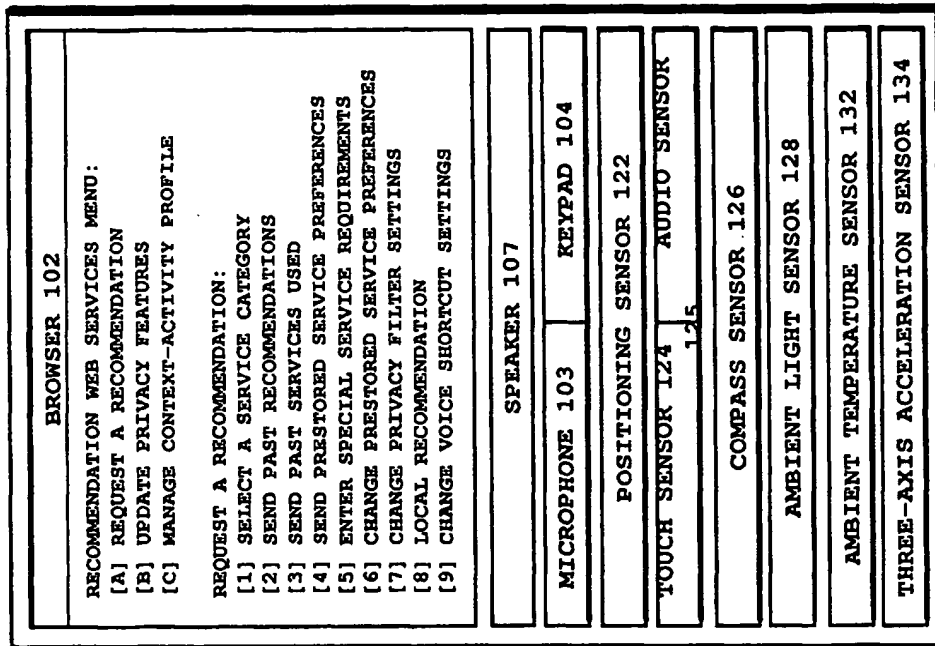 BROWSER 102
RECOMMENDATION WEB SERVICES MENU:
[A] REQUEST A RECOMMENDATION
[B] UPDATE PRIVACY FEATURES
[C] MANAGE CONTEXT-ACTIVITY PROFILE
REQUEST A RECOMMENDATION:
[1] SELECT A SERVICE CATEGORY
[2] SEND PAST RECOMMENDATIONS
[3] SEND PAST SERVICES USED
[4] SEND PRESTORED SERVICE PREFERENCES
[5] ENTER SPECIAL SERVICE REQUIREMENTS
[6] CHANGE PRESTORED SERVICE PREFERENCES
[7] CHANGE PRIVACY FILTER SETTINGS
[8] LOCAL RECOMMENDATION
[9] CHANGE VOICE SHORTCUT SETTINGS
SPEAKER 107
MICROPHONE 103 KEYPAD 104
POSITIONING SENSOR 122
TOUCH SENSOR 124 AUDIO SENSOR
125
COMPASS SENSOR 126
AMBIENT LIGHT SENSOR 128
AMBIENT TEMPERATURE SENSOR 132
THREE-AXIS ACCELERATION SENSOR 134